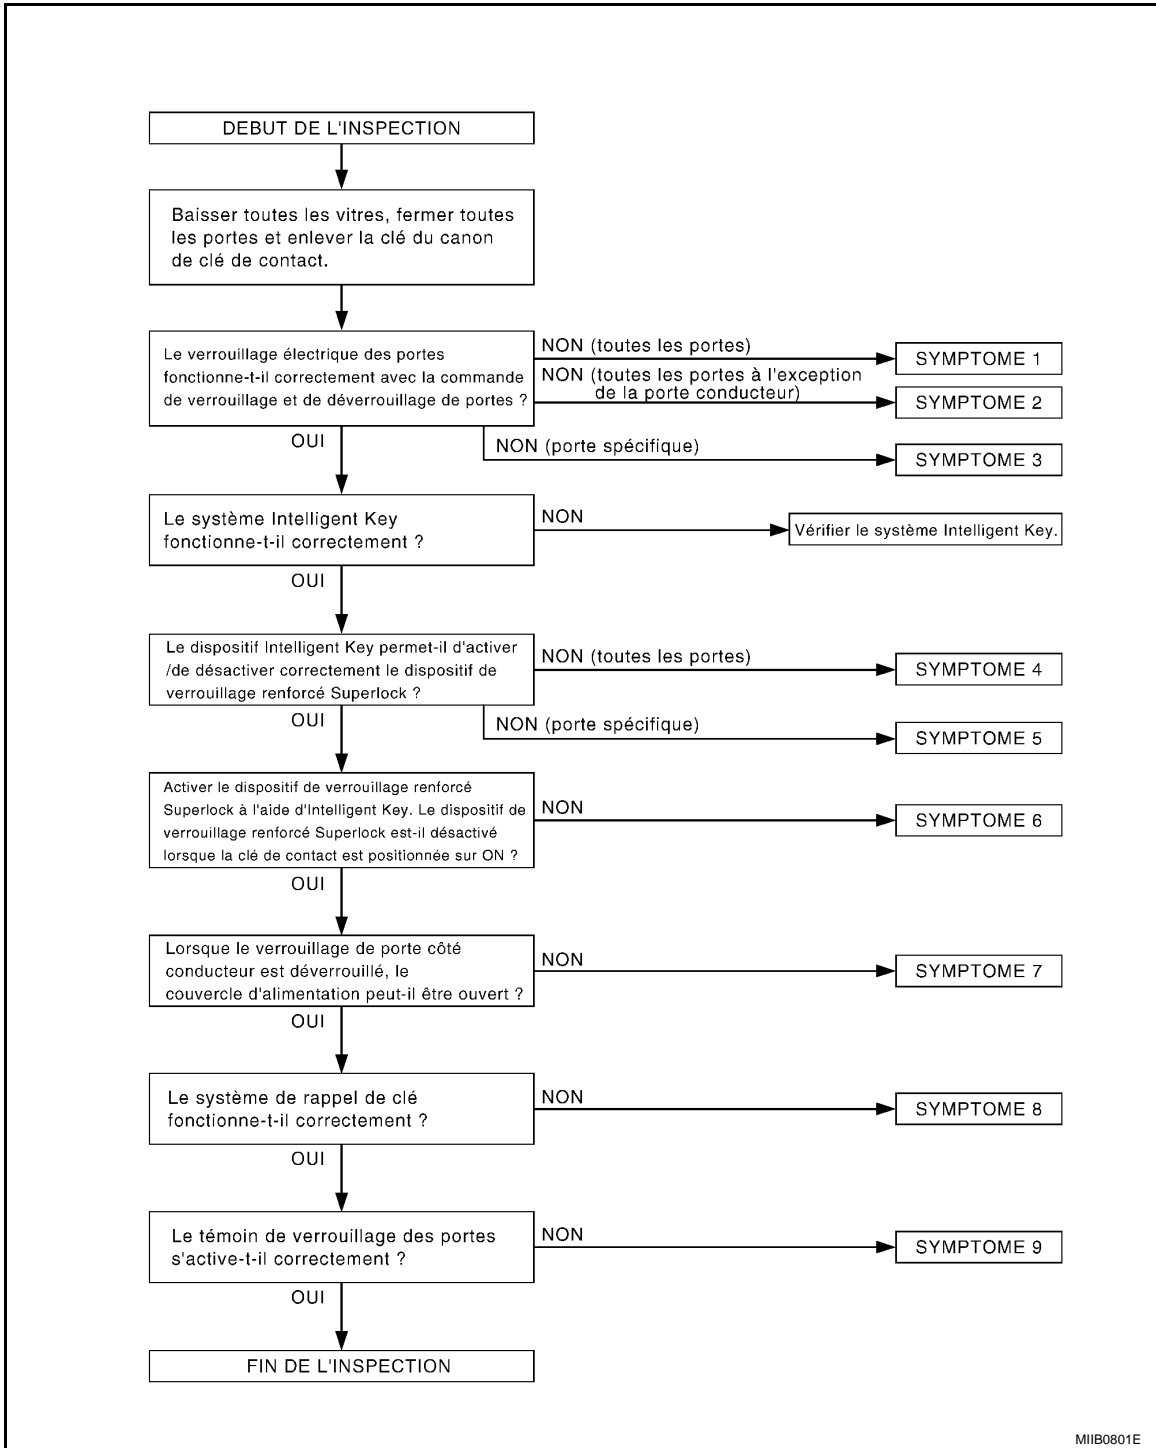 DEBUT DE L'INSPECTION
Baisser toutes les vitres, fermer toutes
les portes et enlever la clé du canon
de clé de contact.
Le verrouillage électrique des portes
fonctionne-t-il correctement avec la commande
de verrouillage et de déverrouillage de portes ?
NON (toutes les portes)
SYMPTOME 1
NON (toutes les portes à l'exception
de la porte conducteur)
SYMPTOME 2
OUI
NON (porte spécifique)
SYMPTOME 3
Le système Intelligent Key
fonctionne-t-il correctement ?
NON
Vérifier le système Intelligent Key.
OUI
Le dispositif Intelligent Key permet-il d'activer
/de désactiver correctement le dispositif de
verrouillage renforcé Superlock ?
NON (toutes les portes)
SYMPTOME 4
OUI
NON (porte spécifique)
SYMPTOME 5
Activer le dispositif de verrouillage renforcé
Superlock à l'aide d'Intelligent Key. Le dispositif de
verrouillage renforcé Superlock est-il désactivé
lorsque la clé de contact est positionnée sur ON ?
NON
SYMPTOME 6
OUI
Lorsque le verrouillage de porte côté
conducteur est déverrouillé, le
couvercle d'alimentation peut-il être ouvert ?
NON
SYMPTOME 7
OUI
Le système de rappel de clé
fonctionne-t-il correctement ?
NON
SYMPTOME 8
OUI
Le témoin de verrouillage des portes
s'active-t-il correctement ?
NON
SYMPTOME 9
OUI
FIN DE L'INSPECTION
MIIB0801E